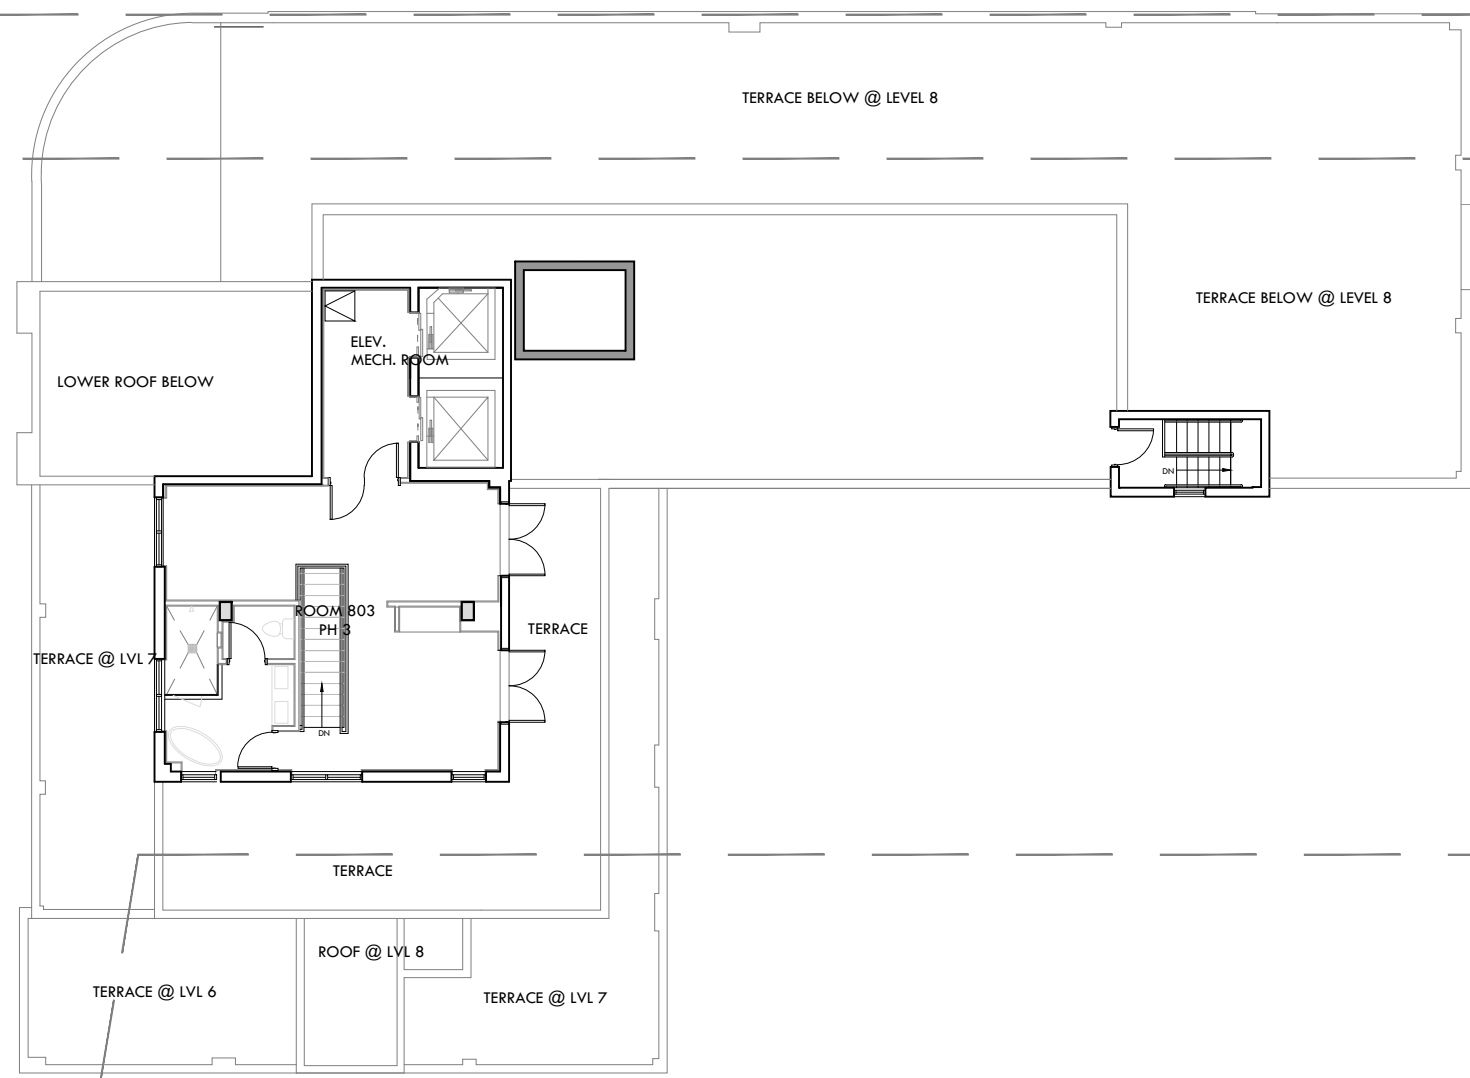 TERRACE BELOW @ LEVEL 8
TERRACE BELOW @ LEVEL 8
ELEV.
MECH. ROOM
LOWER ROOF BELOW
DN
ROOM 803
PH 3
TERRACE
TERRACE @ LVL 7
DN
TERRACE
ROOF @ LVL 8
TERRACE @ LVL 6
TERRACE @ LVL 7